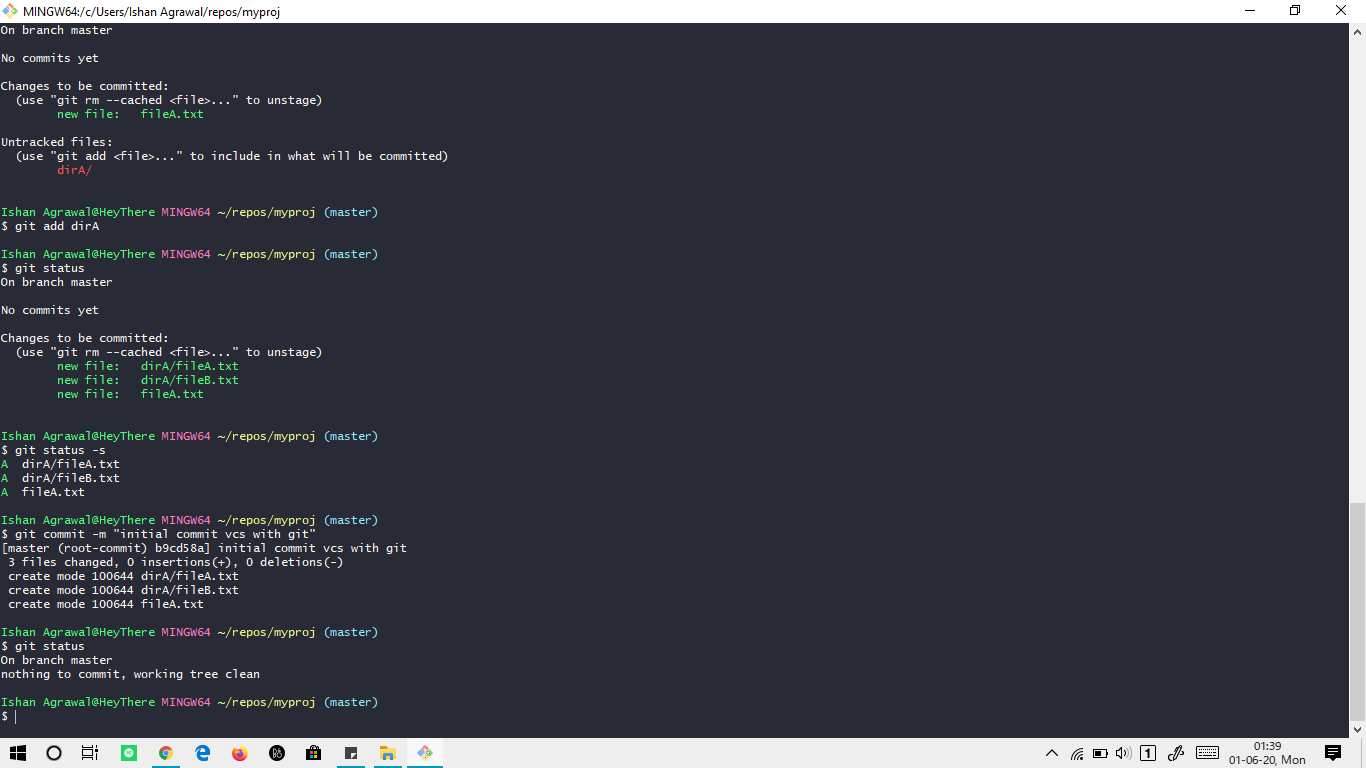 MINGW64:/c/Users/Ishan Agrawal/repos/myproj
On branch master
No commits yet
Changes to be committed:
(use "git rm --cached <file>..." to unstage)
new file: fileA.txt
Untracked files:
(use "git add <file>..." to include in what will be committed)
dirA/
Ishan Agrawal@HeyThere MINGW64 ~/repos/myproj (master)
$ git add dirA
Ishan Agrawal@HeyThere MINGW64 ~/repos/myproj (master)
$ git status
On branch master
No commits yet
Changes to be committed:
(use "git rm --cached <file>..." to unstage)
new file: dirA/fileA.txt
new file: dirA/fileB.txt
new file: fileA.txt
Ishan Agrawal@HeyThere MINGW64 ~/repos/myproj (master)
$ git status -s
A dirA/fileA.txt
A dirA/fileB.txt
A fileA.txt
Ishan Agrawal@HeyThere MINGW64 ~/repos/myproj (master)
$ git commit -m "initial commit vcs with git"
[master (root-commit) b9cd58a] initial commit vcs with git
3 files changed, 0 insertions(+), 0 deletions(-)
create mode 100644 dirA/fileA.txt
create mode 100644 dirA/fileB.txt
create mode 100644 fileA.txt
Ishan Agrawal@HeyThere MINGW64 ~/repos/myproj (master)
$ git status
On branch master
nothing to commit, working tree clean
Ishan Agrawal@HeyThere MINGW64 ~/repos/myproj (master)
$
1
01:39
01-06-20, Mon